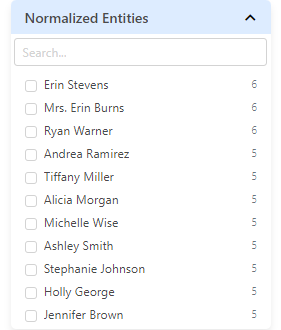 Normalized Entities
Search...
Erin Stevens 6
Mrs. Erin Burns 6
Ryan Warner 6
Andrea Ramirez 5
Tiffany Miller 5
Alicia Morgan 5
Michelle Wise 5
Ashley Smith 5
Stephanie Johnson 5
Holly George 5
Jennifer Brown 5